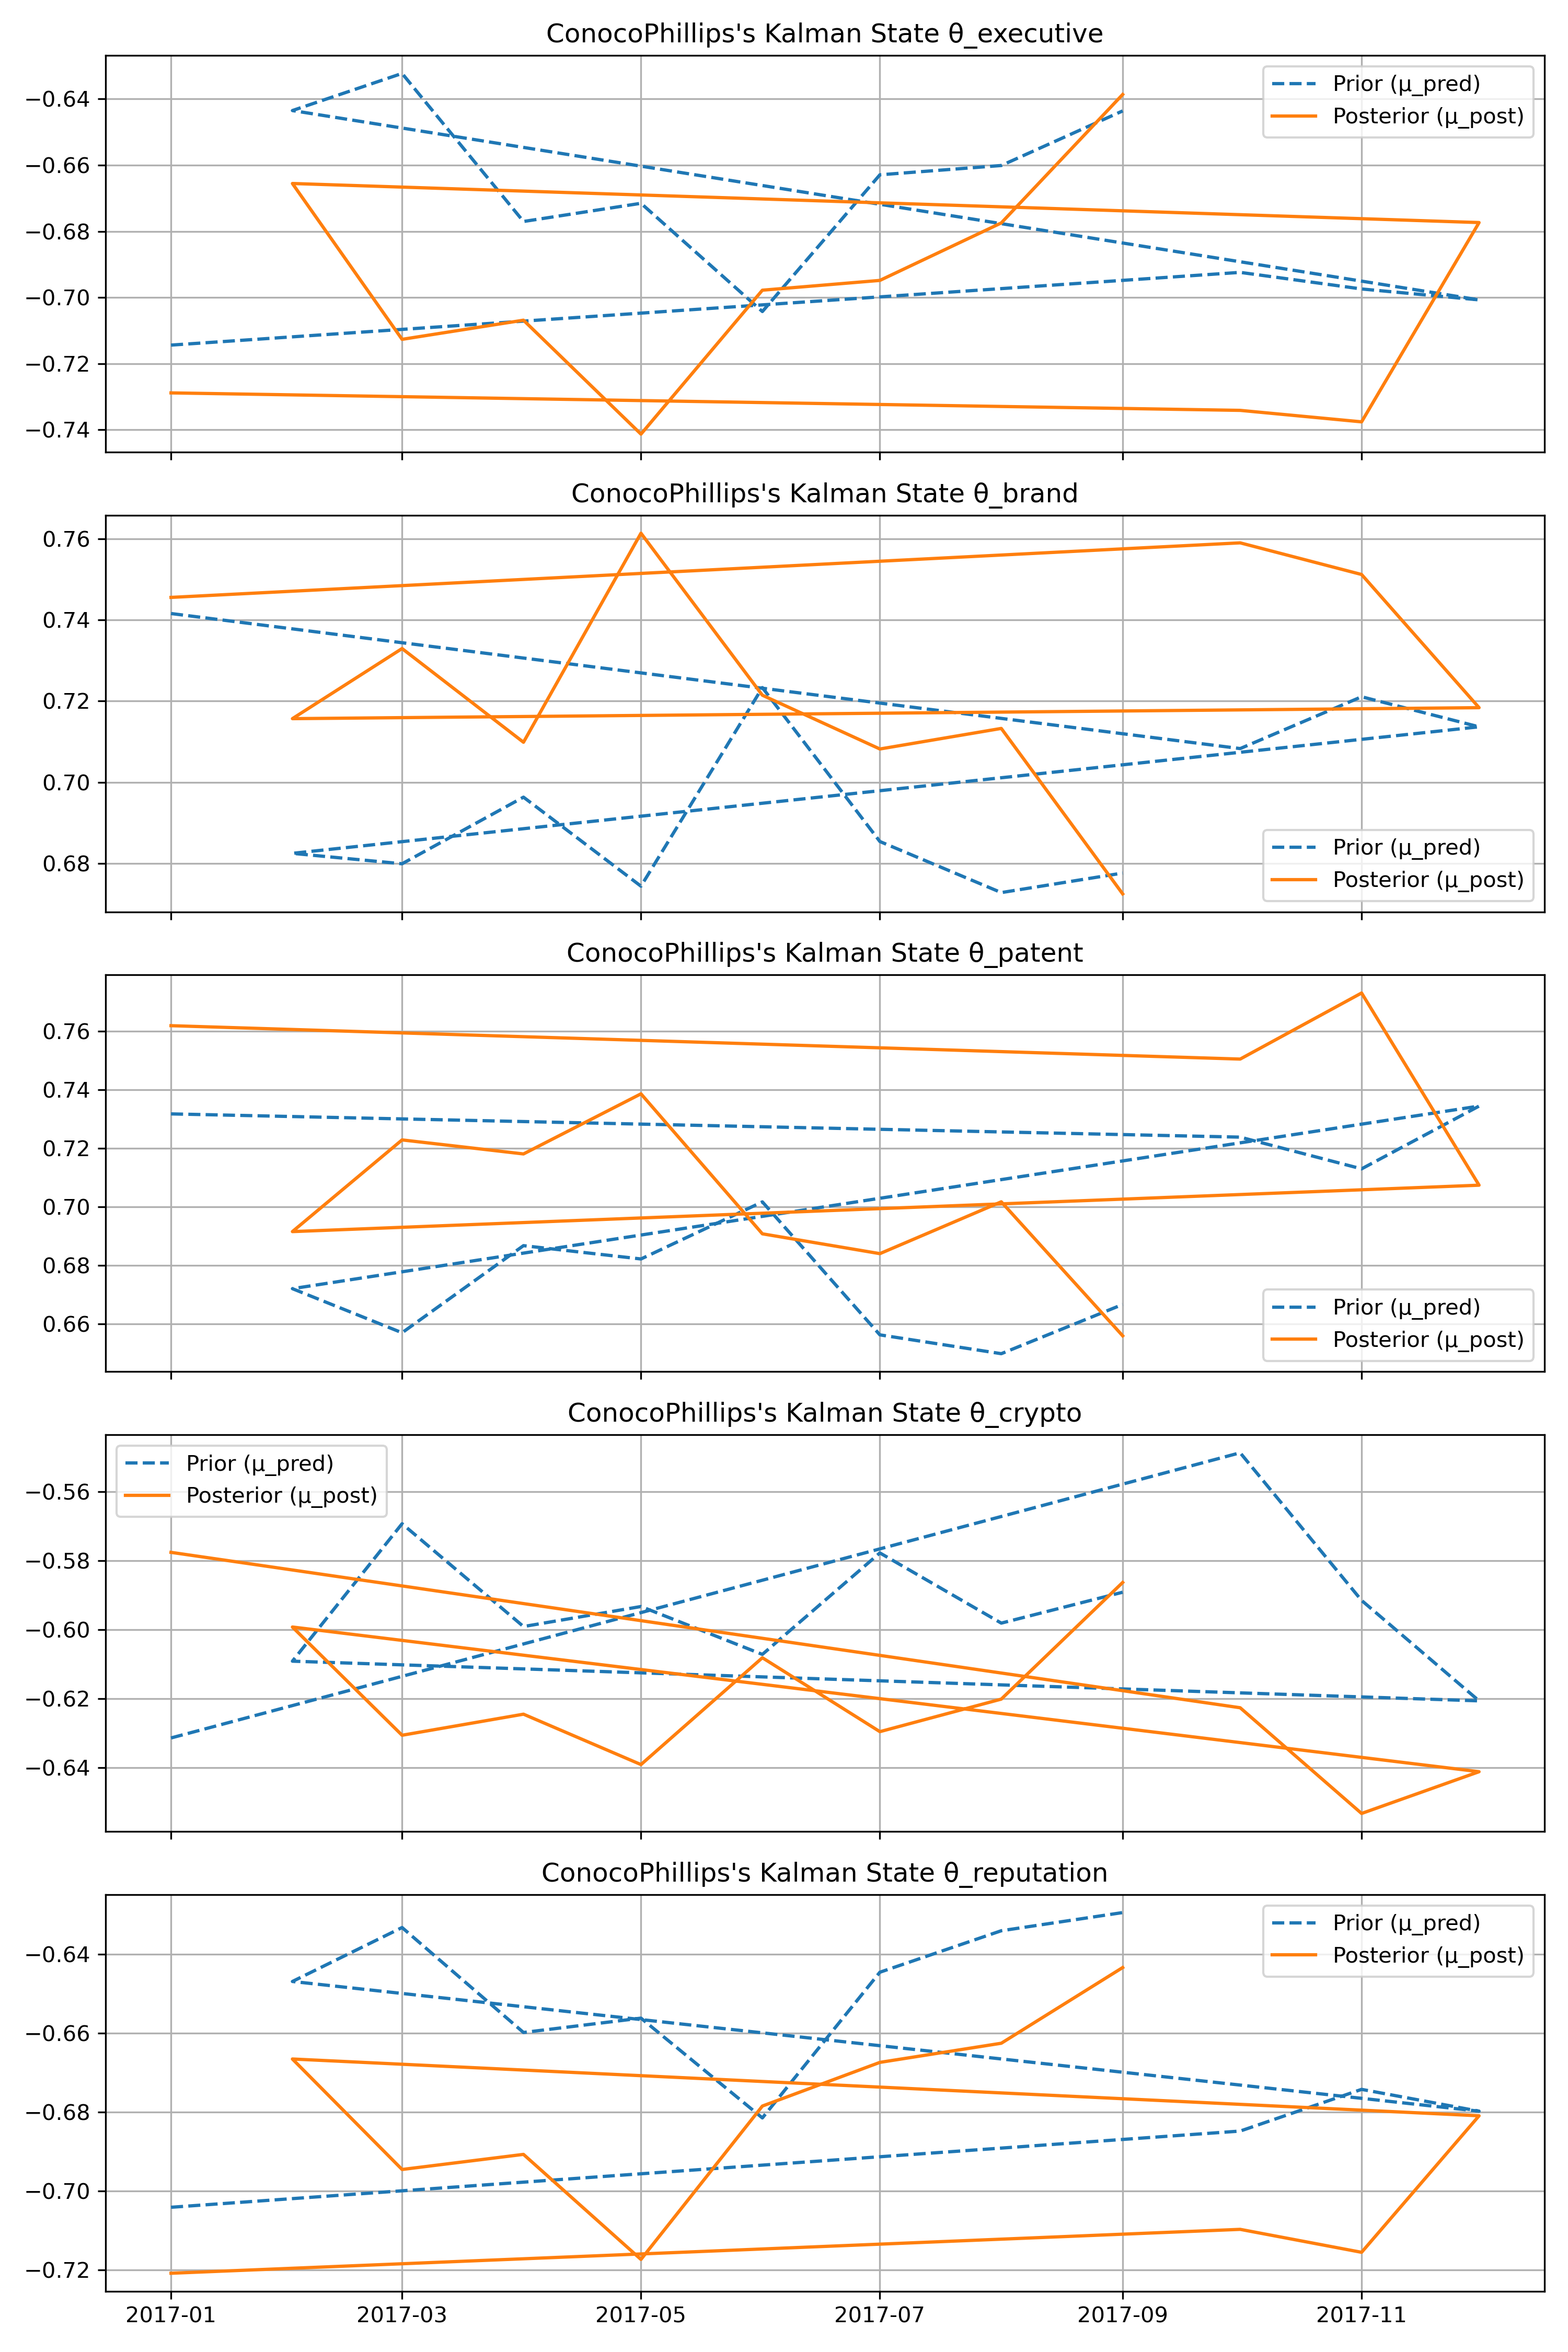 ConocoPhillips's Kalman State θ_executive
Prior (μ_pred)
Posterior (μ_post)
−0.64
−0.66
−0.68
−0.70
−0.72
−0.74
ConocoPhillips's Kalman State θ_brand
0.76
0.74
0.72
0.70
0.68
Prior (μ_pred)
Posterior (μ_post)
ConocoPhillips's Kalman State θ_patent
0.76
0.74
0.72
0.70
0.68
0.66
Prior (μ_pred)
Posterior (μ_post)
ConocoPhillips's Kalman State θ_crypto
Prior (μ_pred)
Posterior (μ_post)
−0.56
−0.58
−0.60
−0.62
−0.64
ConocoPhillips's Kalman State θ_reputation
Prior (μ_pred)
Posterior (μ_post)
−0.64
−0.66
−0.68
−0.70
−0.72
2017-01 2017-03 2017-05 2017-07 2017-09 2017-11